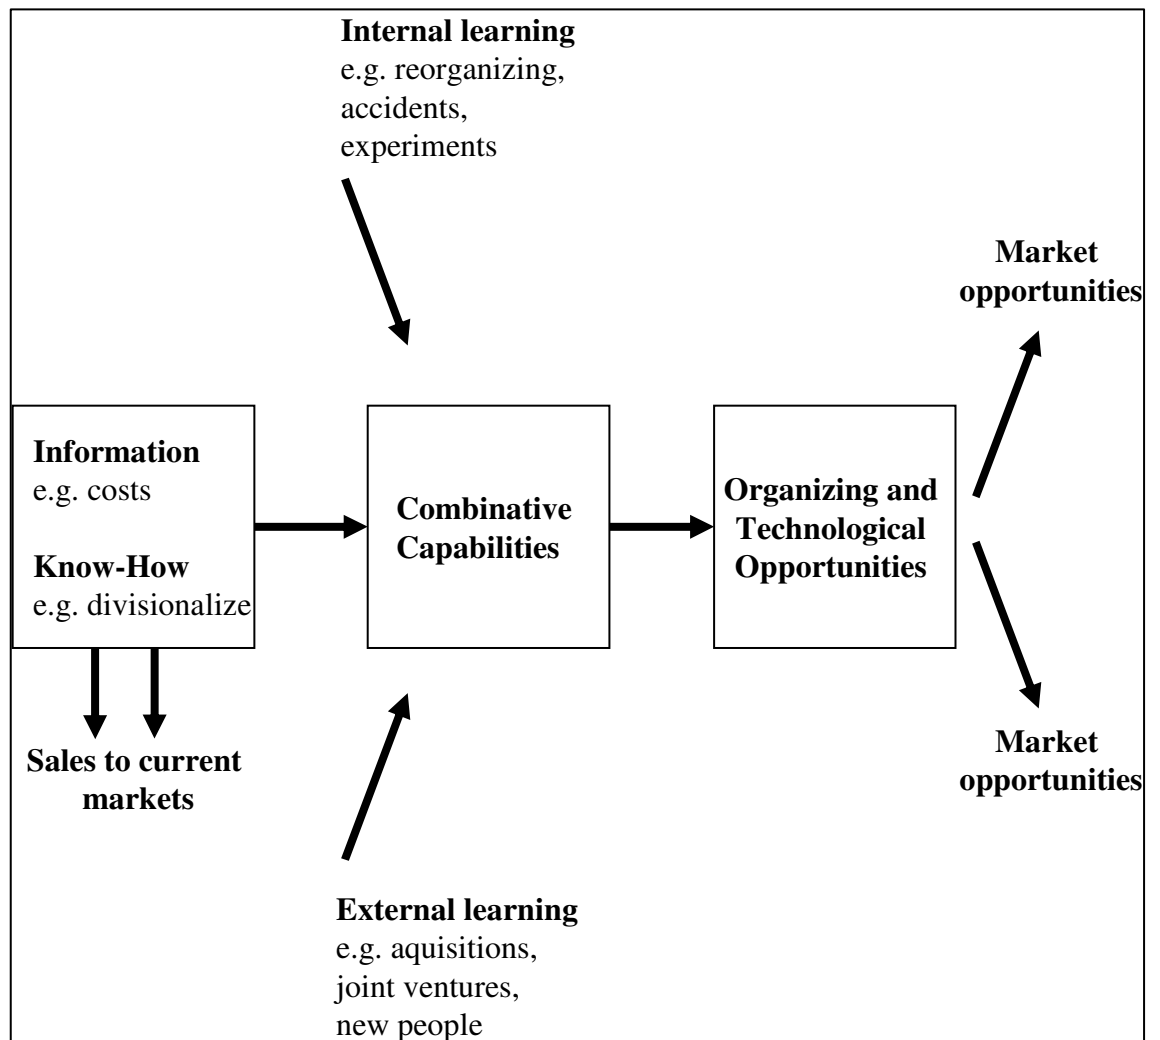 Internal learning
e.g. reorganizing,
accidents,
experiments
Market
opportunities
Information
e.g. costs
Know-How
e.g. divisionalize
Combinative
Capabilities
Organizing and
Technological
Opportunities
Sales to current
markets
Market
opportunities
External learning
e.g. aquisitions,
joint ventures,
new people